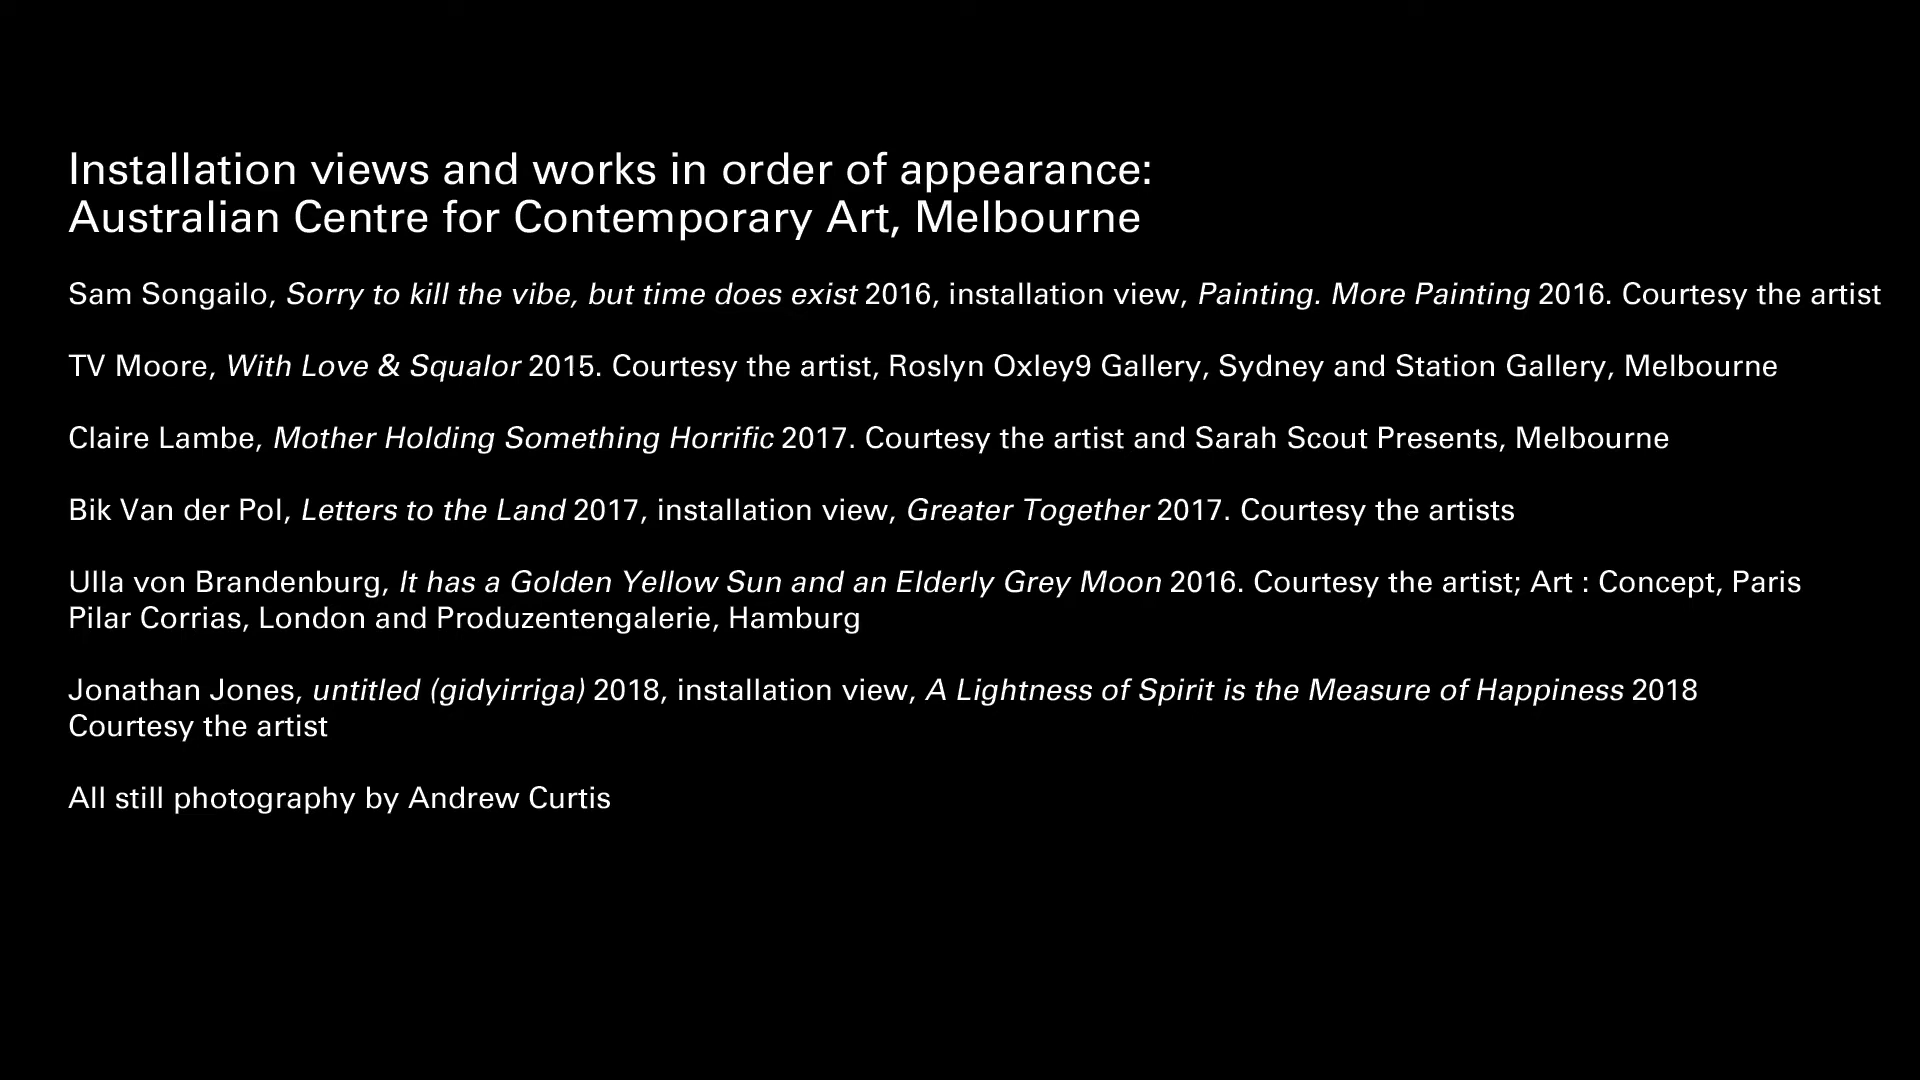 Installation views and works in order of appearance:
Australian Centre for Contemporary Art, Melbourne
Sam Songailo, Sorry to kill the vibe, but time does exist 2016, installation view, Painting. More Painting 2016. Courtesy the artist
TV Moore, With Love & Squalor 2015. Courtesy the artist, Roslyn Oxley9 Gallery, Sydney and Station Gallery, Melbourne
Claire Lambe, Mother Holding Something Horrific 2017. Courtesy the artist and Sarah Scout Presents, Melbourne
Bik Van der Pol, Letters to the Land 2017, installation view, Greater Together 2017. Courtesy the artists
Ulla von Brandenburg, It has a Golden Yellow Sun and an Elderly Grey Moon 2016. Courtesy the artist; Art : Concept, Paris
Pilar Corrias, London and Produzentengalerie, Hamburg
Jonathan Jones, untitled (gidyirriga) 2018, installation view, A Lightness of Spirit is the Measure of Happiness 2018
Courtesy the artist
All still photography by Andrew Curtis